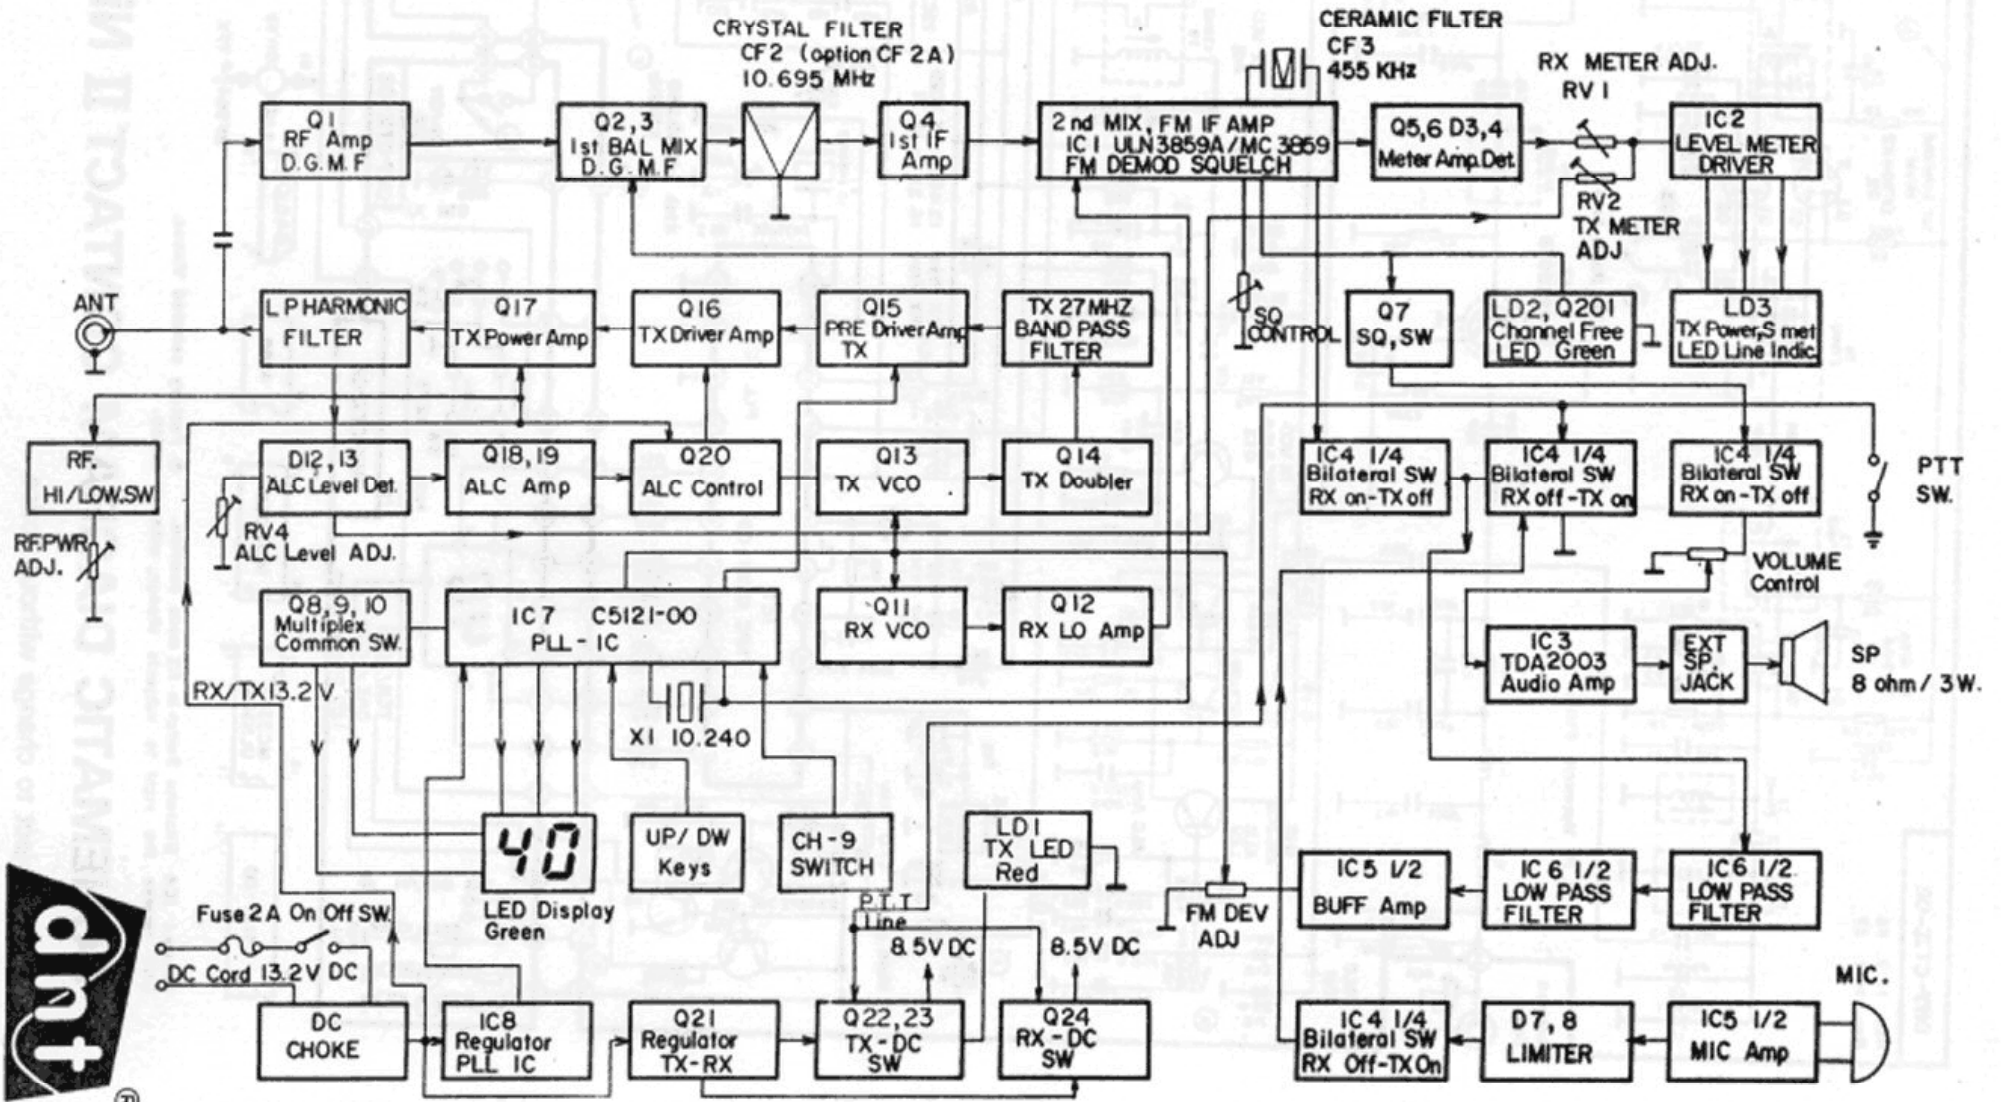 CRYSTAL FILTER
CF2 (option CF 2A)
10.695 MHz
CERAMIC FILTER
CF3
455 KHz
RX METER ADJ.
RV 1
Q1
RF Amp
D.G.M.F
Q2,3
1st BAL MIX
D.G.M.F
Q4
1st IF
Amp
2nd MIX, FM IF AMP
IC1 ULN3859A/MC3859
FM DEMOD SQUELCH
Q5,6 D3,4
Meter Amp.Det.
IC2
LEVEL METER
DRIVER
RV2
TX METER
ADJ
ANT
L P HARMONIC
FILTER
Q17
TX Power Amp
Q16
TX Driver Amp
Q15
PRE Driver Amp
TX
TX 27 MHZ
BAND PASS
FILTER
SQ
CONTROL
Q7
SQ, SW
LD2, Q201
Channel Free
LED Green
LD3
TX Power,S met
LED Line Indic.
RF.
HI/LOW.SW
D12,13
ALC Level Det.
Q18,19
ALC Amp
Q20
ALC Control
Q13
TX VCO
Q14
TX Doubler
IC4 1/4
Bilateral SW
RX on-TX off
IC4 1/4
Bilateral SW
RX off-TX on
IC4 1/4
Bilateral SW
RX on-TX off
PTT
SW.
RF.PWR
ADJ.
RV4
ALC Level ADJ.
VOLUME
Control
Q8,9,10
Multiplex
Common SW.
IC7 C5121-00
PLL-IC
Q11
RX VCO
Q12
RX LO Amp
IC3
TDA2003
Audio Amp
EXT
SP.
JACK
SP
8 ohm/3W.
RX/TX13.2V
X1 10.240
40
LED Display
Green
UP/DW
Keys
CH-9
SWITCH
LD1
TX LED
Red
P.T.T
Line
FM DEV
ADJ
IC5 1/2
BUFF Amp
IC6 1/2
LOW PASS
FILTER
IC6 1/2
LOW PASS
FILTER
Fuse 2A On Off SW.
DC Cord 13.2V DC
8.5V DC
8.5V DC
DC
CHOKE
IC8
Regulator
PLL IC
Q21
Regulator
TX-RX
Q22,23
TX-DC
SW
Q24
RX-DC
SW
IC4 1/4
Bilateral SW
RX Off-TX On
D7,8
LIMITER
IC5 1/2
MIC Amp
MIC.
dnt
®